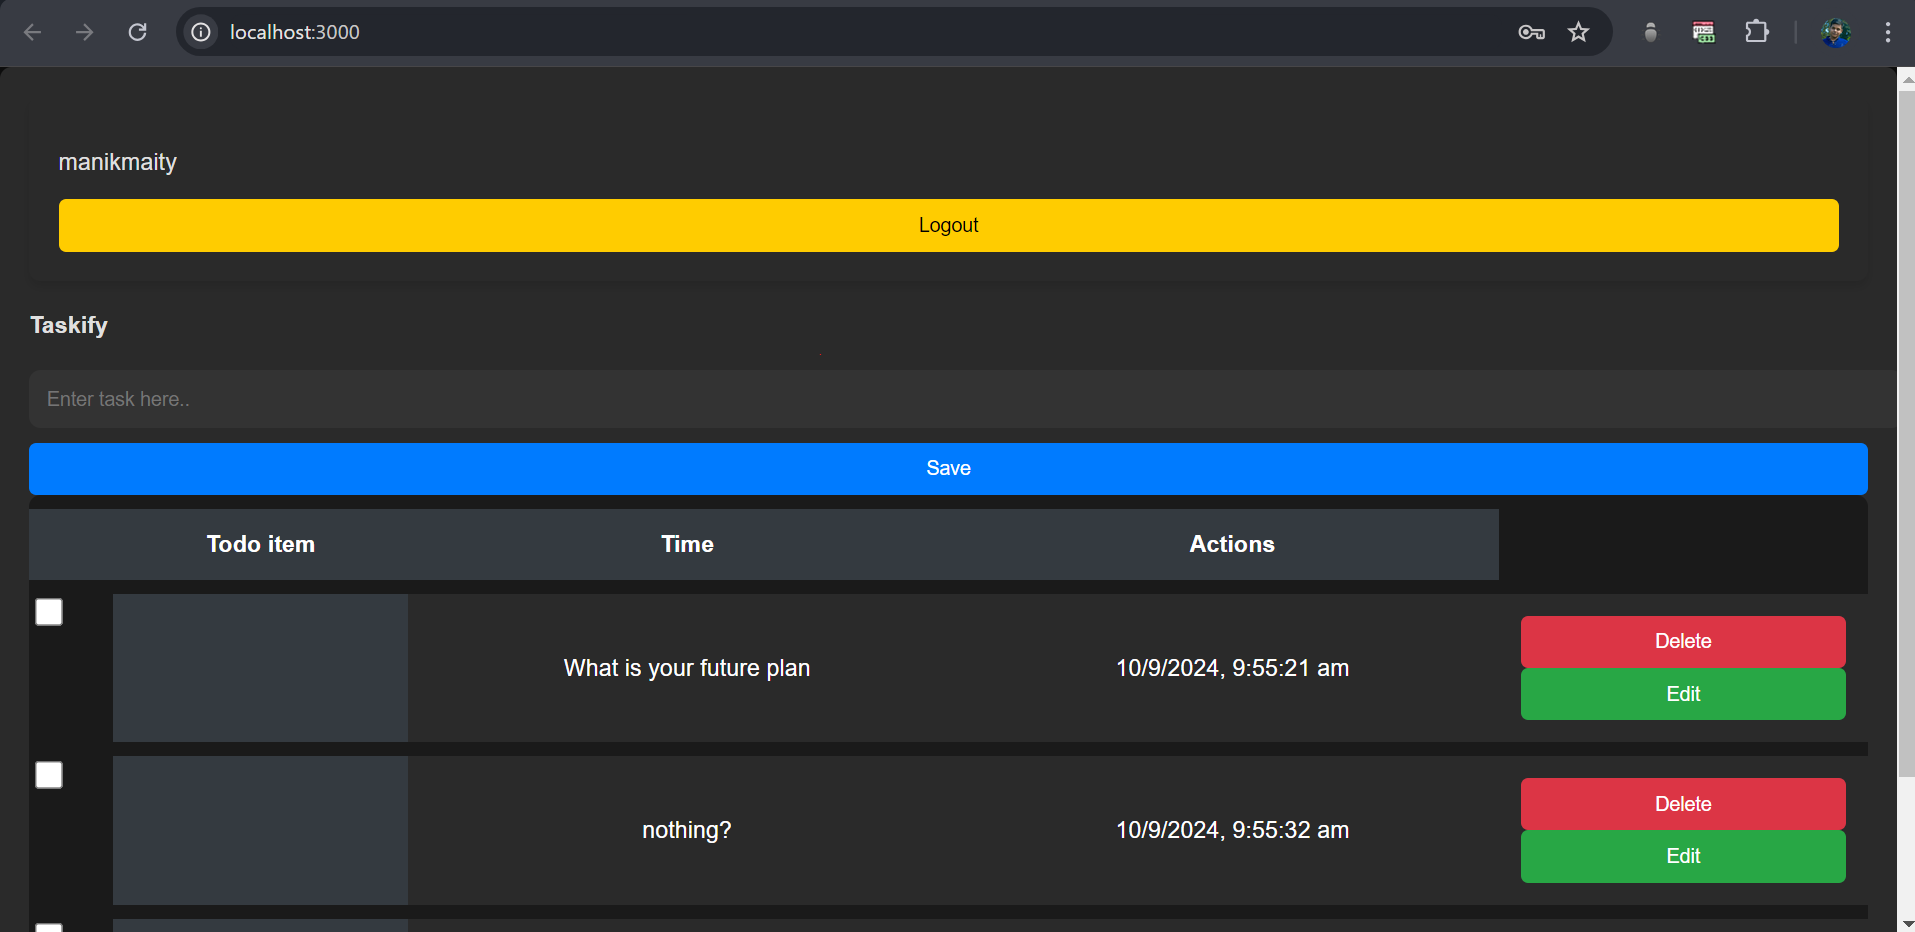 localhost:3000
manikmaity
Logout
Taskify
Enter task here..
Save
Todo item Time Actions
What is your future plan 10/9/2024, 9:55:21 am Delete
Edit
nothing? 10/9/2024, 9:55:32 am Delete
Edit